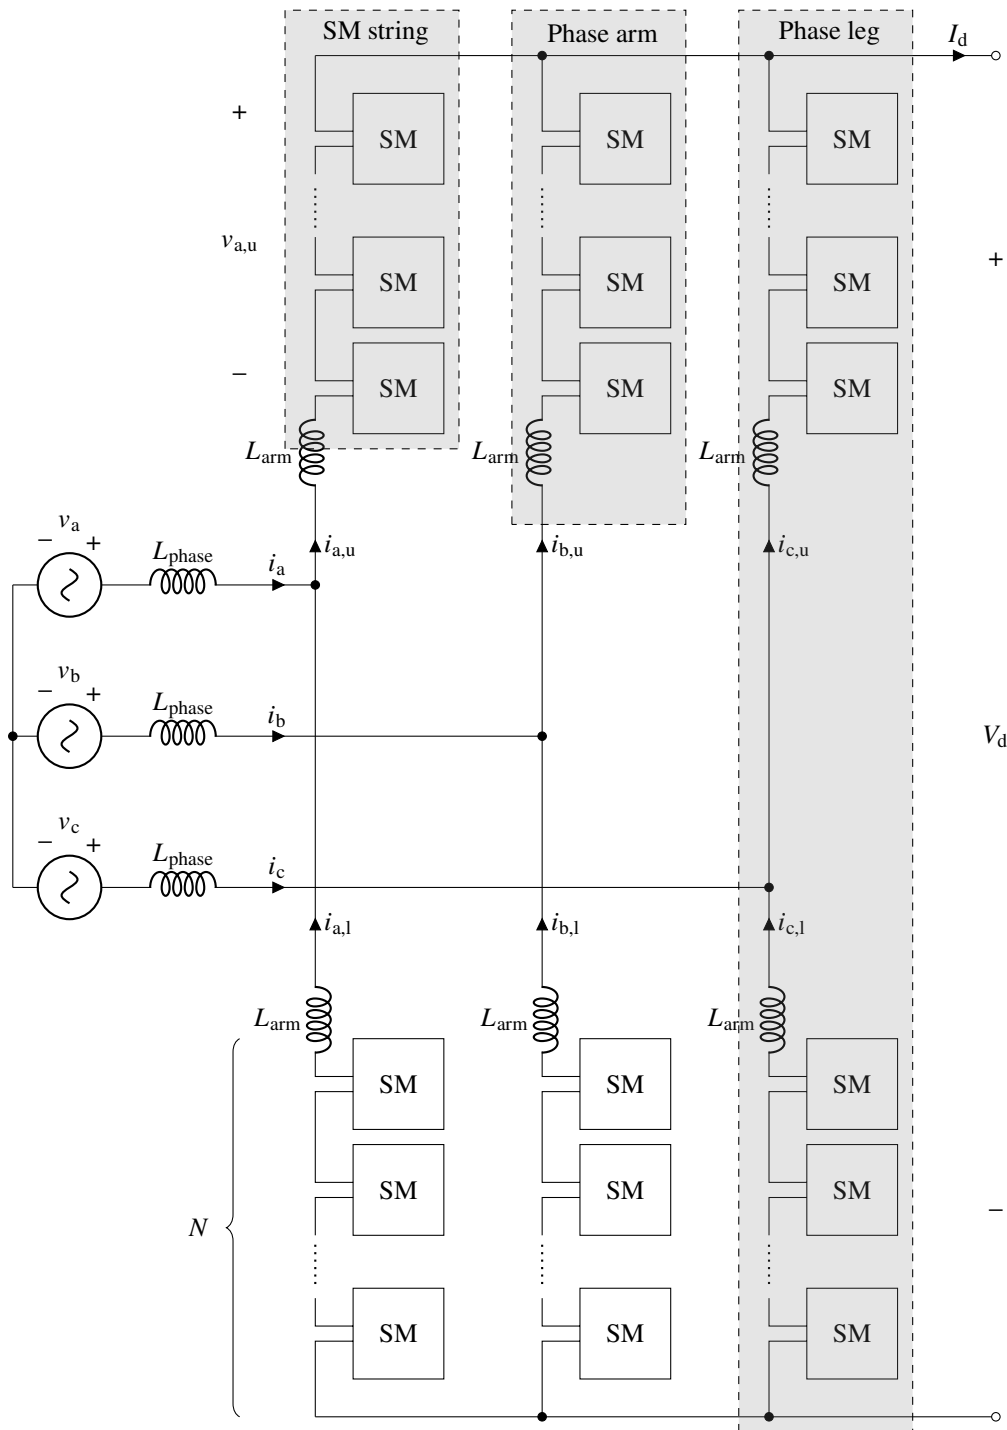 SM string
Phase arm
Phase leg
I_d
+
SM
SM
SM
v_a,u
SM
SM
SM
+
−
SM
SM
SM
L_arm
L_arm
L_arm
− v_a +
L_phase
i_a
i_a,u
i_b,u
i_c,u
− v_b +
L_phase
i_b
V_d
− v_c +
L_phase
i_c
i_a,l
i_b,l
i_c,l
L_arm
L_arm
L_arm
SM
SM
SM
N
SM
SM
SM
−
SM
SM
SM